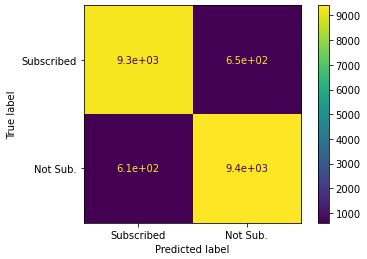 True label
Subscribed
9.3e+03
6.5e+02
Not Sub.
6.1e+02
9.4e+03
Subscribed
Not Sub.
Predicted label
9000
8000
7000
6000
5000
4000
3000
2000
1000